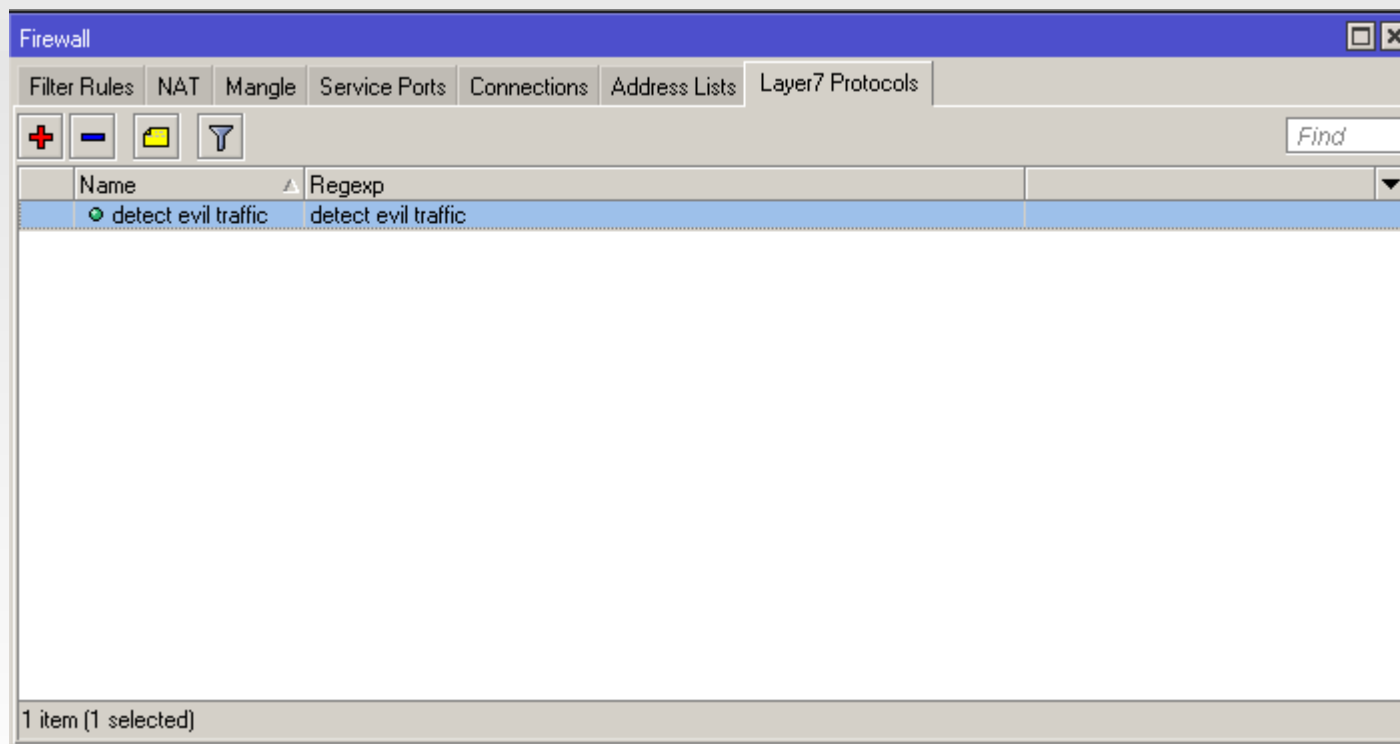 Firewall
Filter Rules NAT Mangle Service Ports Connections Address Lists Layer7 Protocols
Find
Name Regexp
detect evil traffic detect evil traffic
1 item (1 selected)